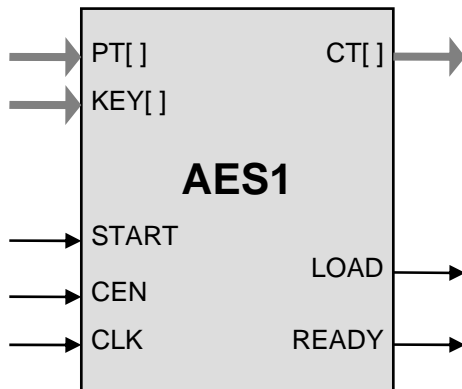 PT[ ]
CT[ ]
KEY[ ]
AES1
START
LOAD
CEN
CLK
READY